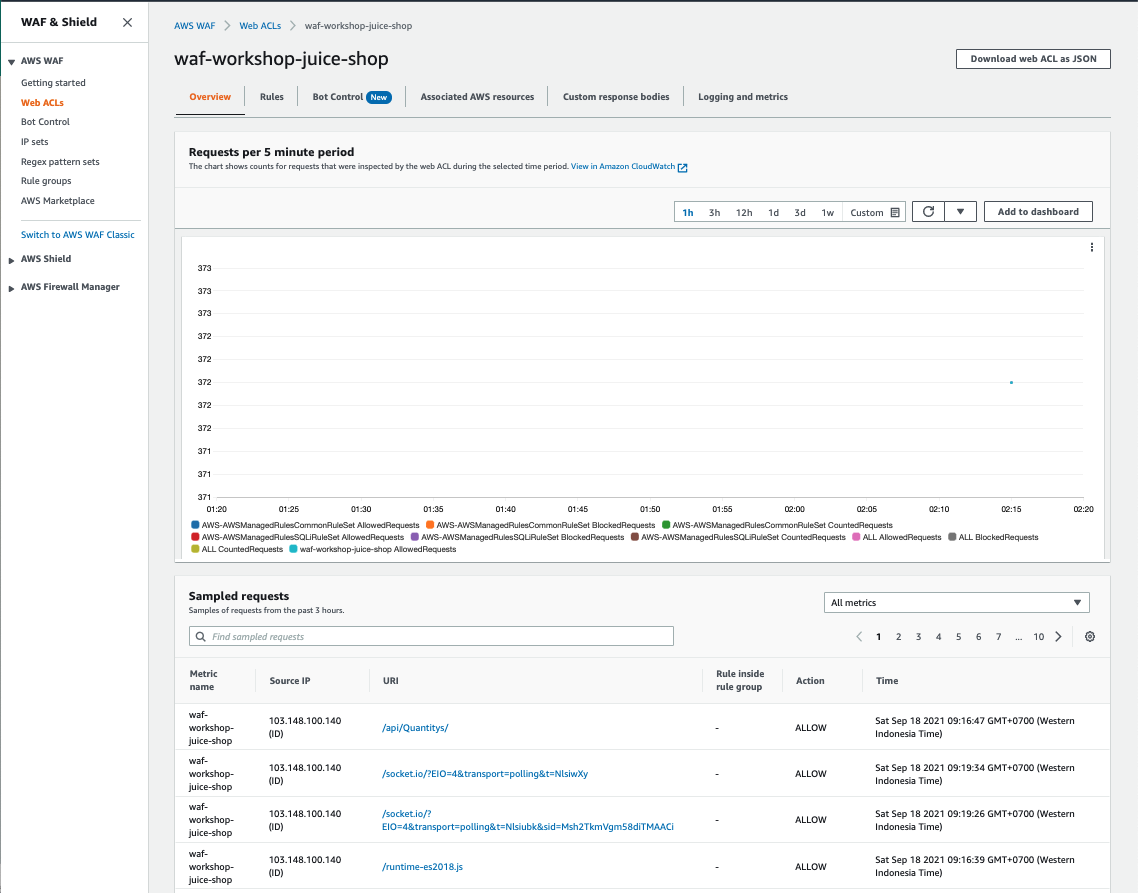 WAF & Shield
AWS WAF
Getting started
Web ACLs
Bot Control
IP sets
Regex pattern sets
Rule groups
AWS Marketplace
Switch to AWS WAF Classic
AWS Shield
AWS Firewall Manager
AWS WAF > Web ACLs > waf-workshop-juice-shop
waf-workshop-juice-shop
Download web ACL as JSON
Overview Rules Bot Control New Associated AWS resources Custom response bodies Logging and metrics
Requests per 5 minute period
The chart shows counts for requests that were inspected by the web ACL during the selected time period. View in Amazon CloudWatch
1h 3h 12h 1d 3d 1w Custom Add to dashboard
373
373
373
372
372
372
372
372
371
371
371
01:20 01:25 01:30 01:35 01:40 01:45 01:50 01:55 02:00 02:05 02:10 02:15 02:20
AWS-AWSManagedRulesCommonRuleSet AllowedRequests AWS-AWSManagedRulesCommonRuleSet BlockedRequests AWS-AWSManagedRulesCommonRuleSet CountedRequests
AWS-AWSManagedRulesSQLiRuleSet AllowedRequests AWS-AWSManagedRulesSQLiRuleSet BlockedRequests AWS-AWSManagedRulesSQLiRuleSet CountedRequests ALL AllowedRequests ALL BlockedRequests
ALL CountedRequests waf-workshop-juice-shop AllowedRequests
Sampled requests
Samples of requests from the past 3 hours.
All metrics
Find sampled requests
1 2 3 4 5 6 7 ... 10
Metric name Source IP URI Rule inside rule group Action Time
waf-workshop-juice-shop 103.148.100.140 (ID) /api/Quantitys/ - ALLOW Sat Sep 18 2021 09:16:47 GMT+0700 (Western Indonesia Time)
waf-workshop-juice-shop 103.148.100.140 (ID) /socket.io/?EIO=4&transport=polling&t=NlsiwXy - ALLOW Sat Sep 18 2021 09:19:34 GMT+0700 (Western Indonesia Time)
waf-workshop-juice-shop 103.148.100.140 (ID) /socket.io/?EIO=4&transport=polling&t=Nlsiubk&sid=Msh2TkmVgm58diTMAACi - ALLOW Sat Sep 18 2021 09:19:26 GMT+0700 (Western Indonesia Time)
waf-workshop-juice-shop 103.148.100.140 (ID) /runtime-es2018.js - ALLOW Sat Sep 18 2021 09:16:39 GMT+0700 (Western Indonesia Time)